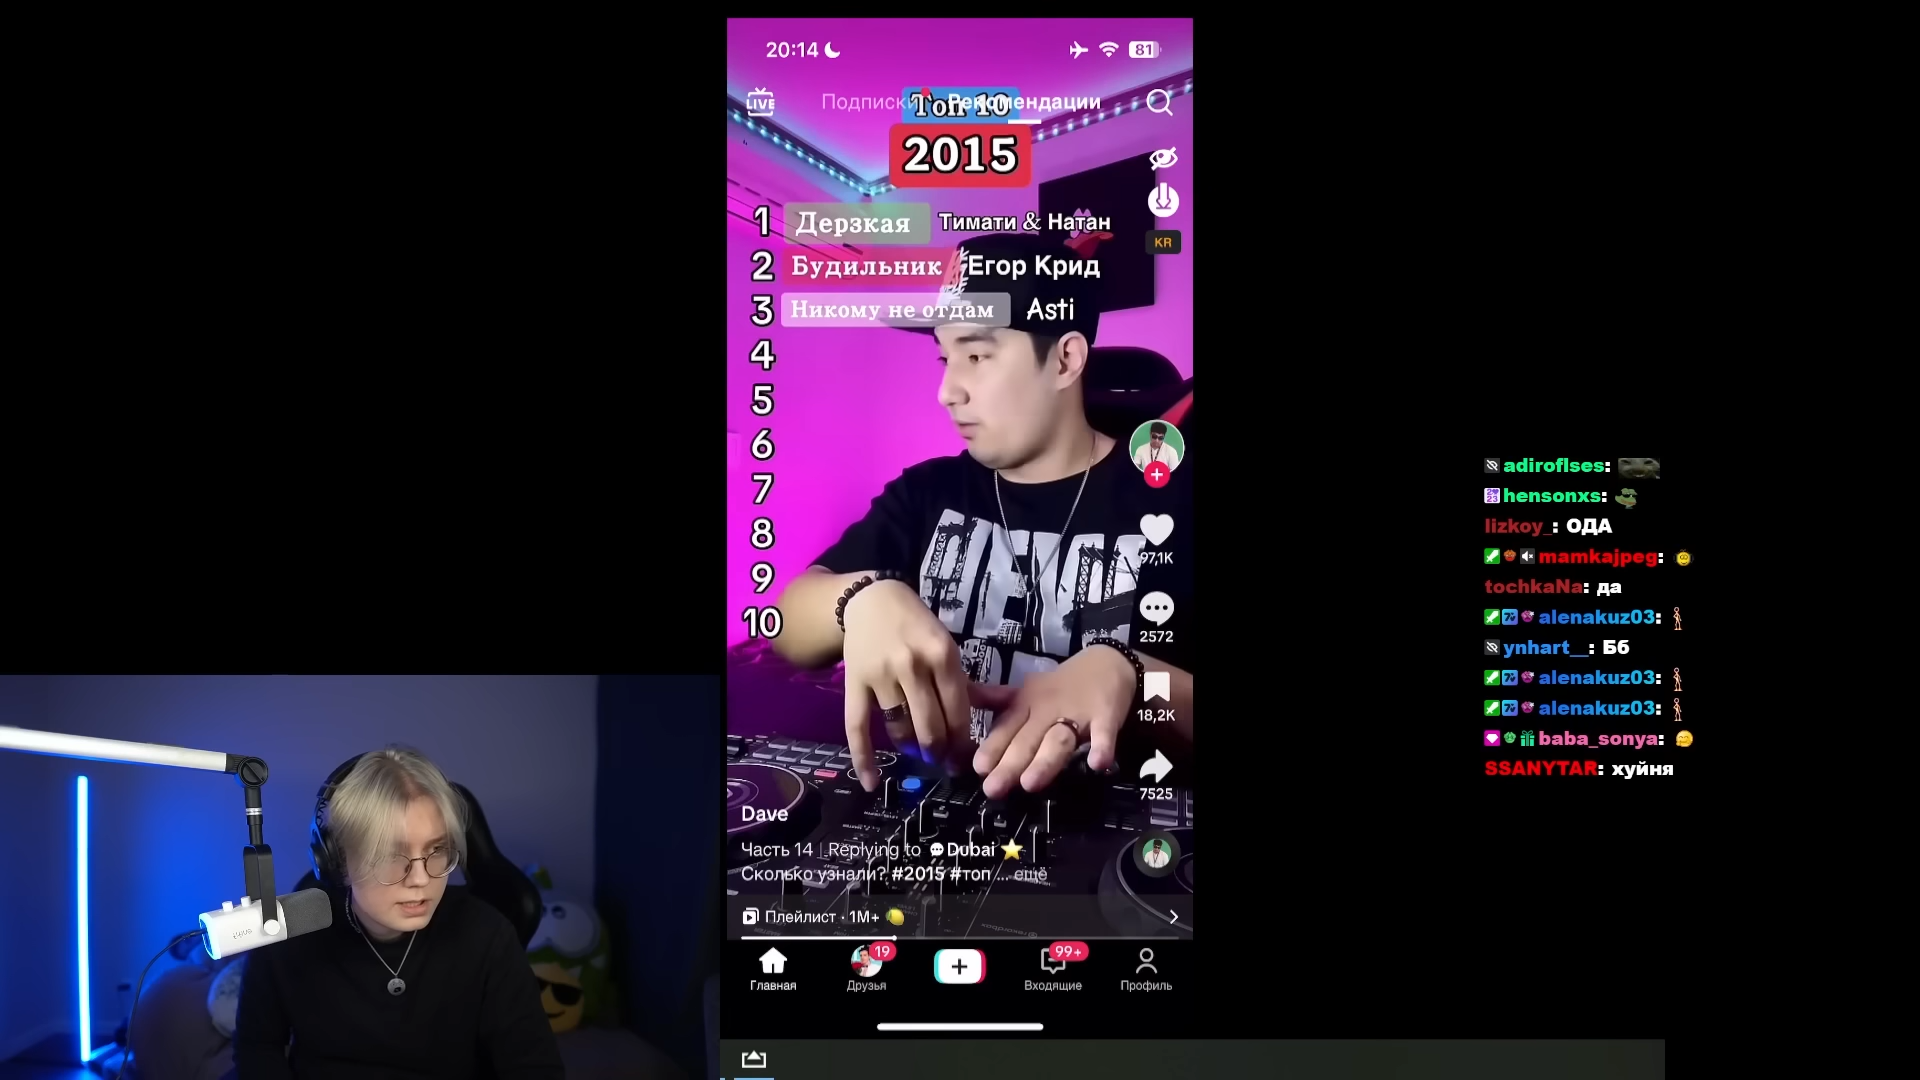 20:14
81
LIVE
Подписки
Рекомендации
Топ 10
2015
KR
1 Дерзкая Тимати & Натан
2 Будильник Егор Крид
3 Никому не отдам Asti
4
5
6
7
8
9
10
97,1K
2572
18,2K
7525
Dave
Часть 14 | Replying to Dubai
Сколько узнали? #2015 #топ ... ещё
Плейлист · 1M+
19
99+
Главная
Друзья
Входящие
Профиль
adiroflses:
hensonxs:
lizkoy_: ОДА
mamkajpeg:
tochkaNa: да
alenakuz03:
ynhart__: Бб
alenakuz03:
alenakuz03:
baba_sonya:
SSANYTAR: хуйня